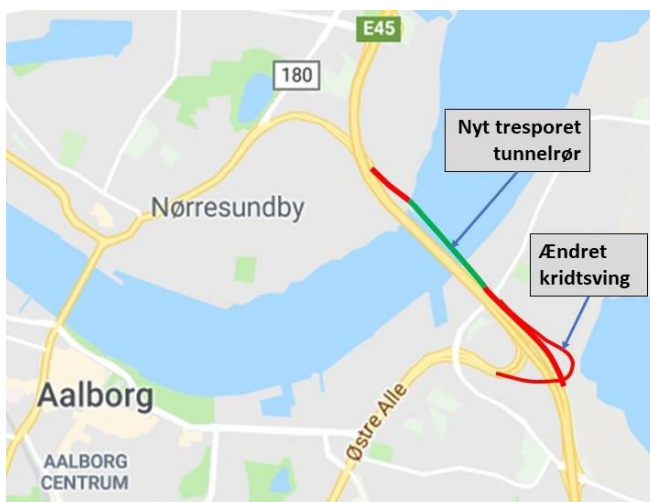 E45
180
Nyt tresporet
tunnelrør
Nørresundby
Ændret
kridtsving
Aalborg
Østre Alle
AALBORG
CENTRUM